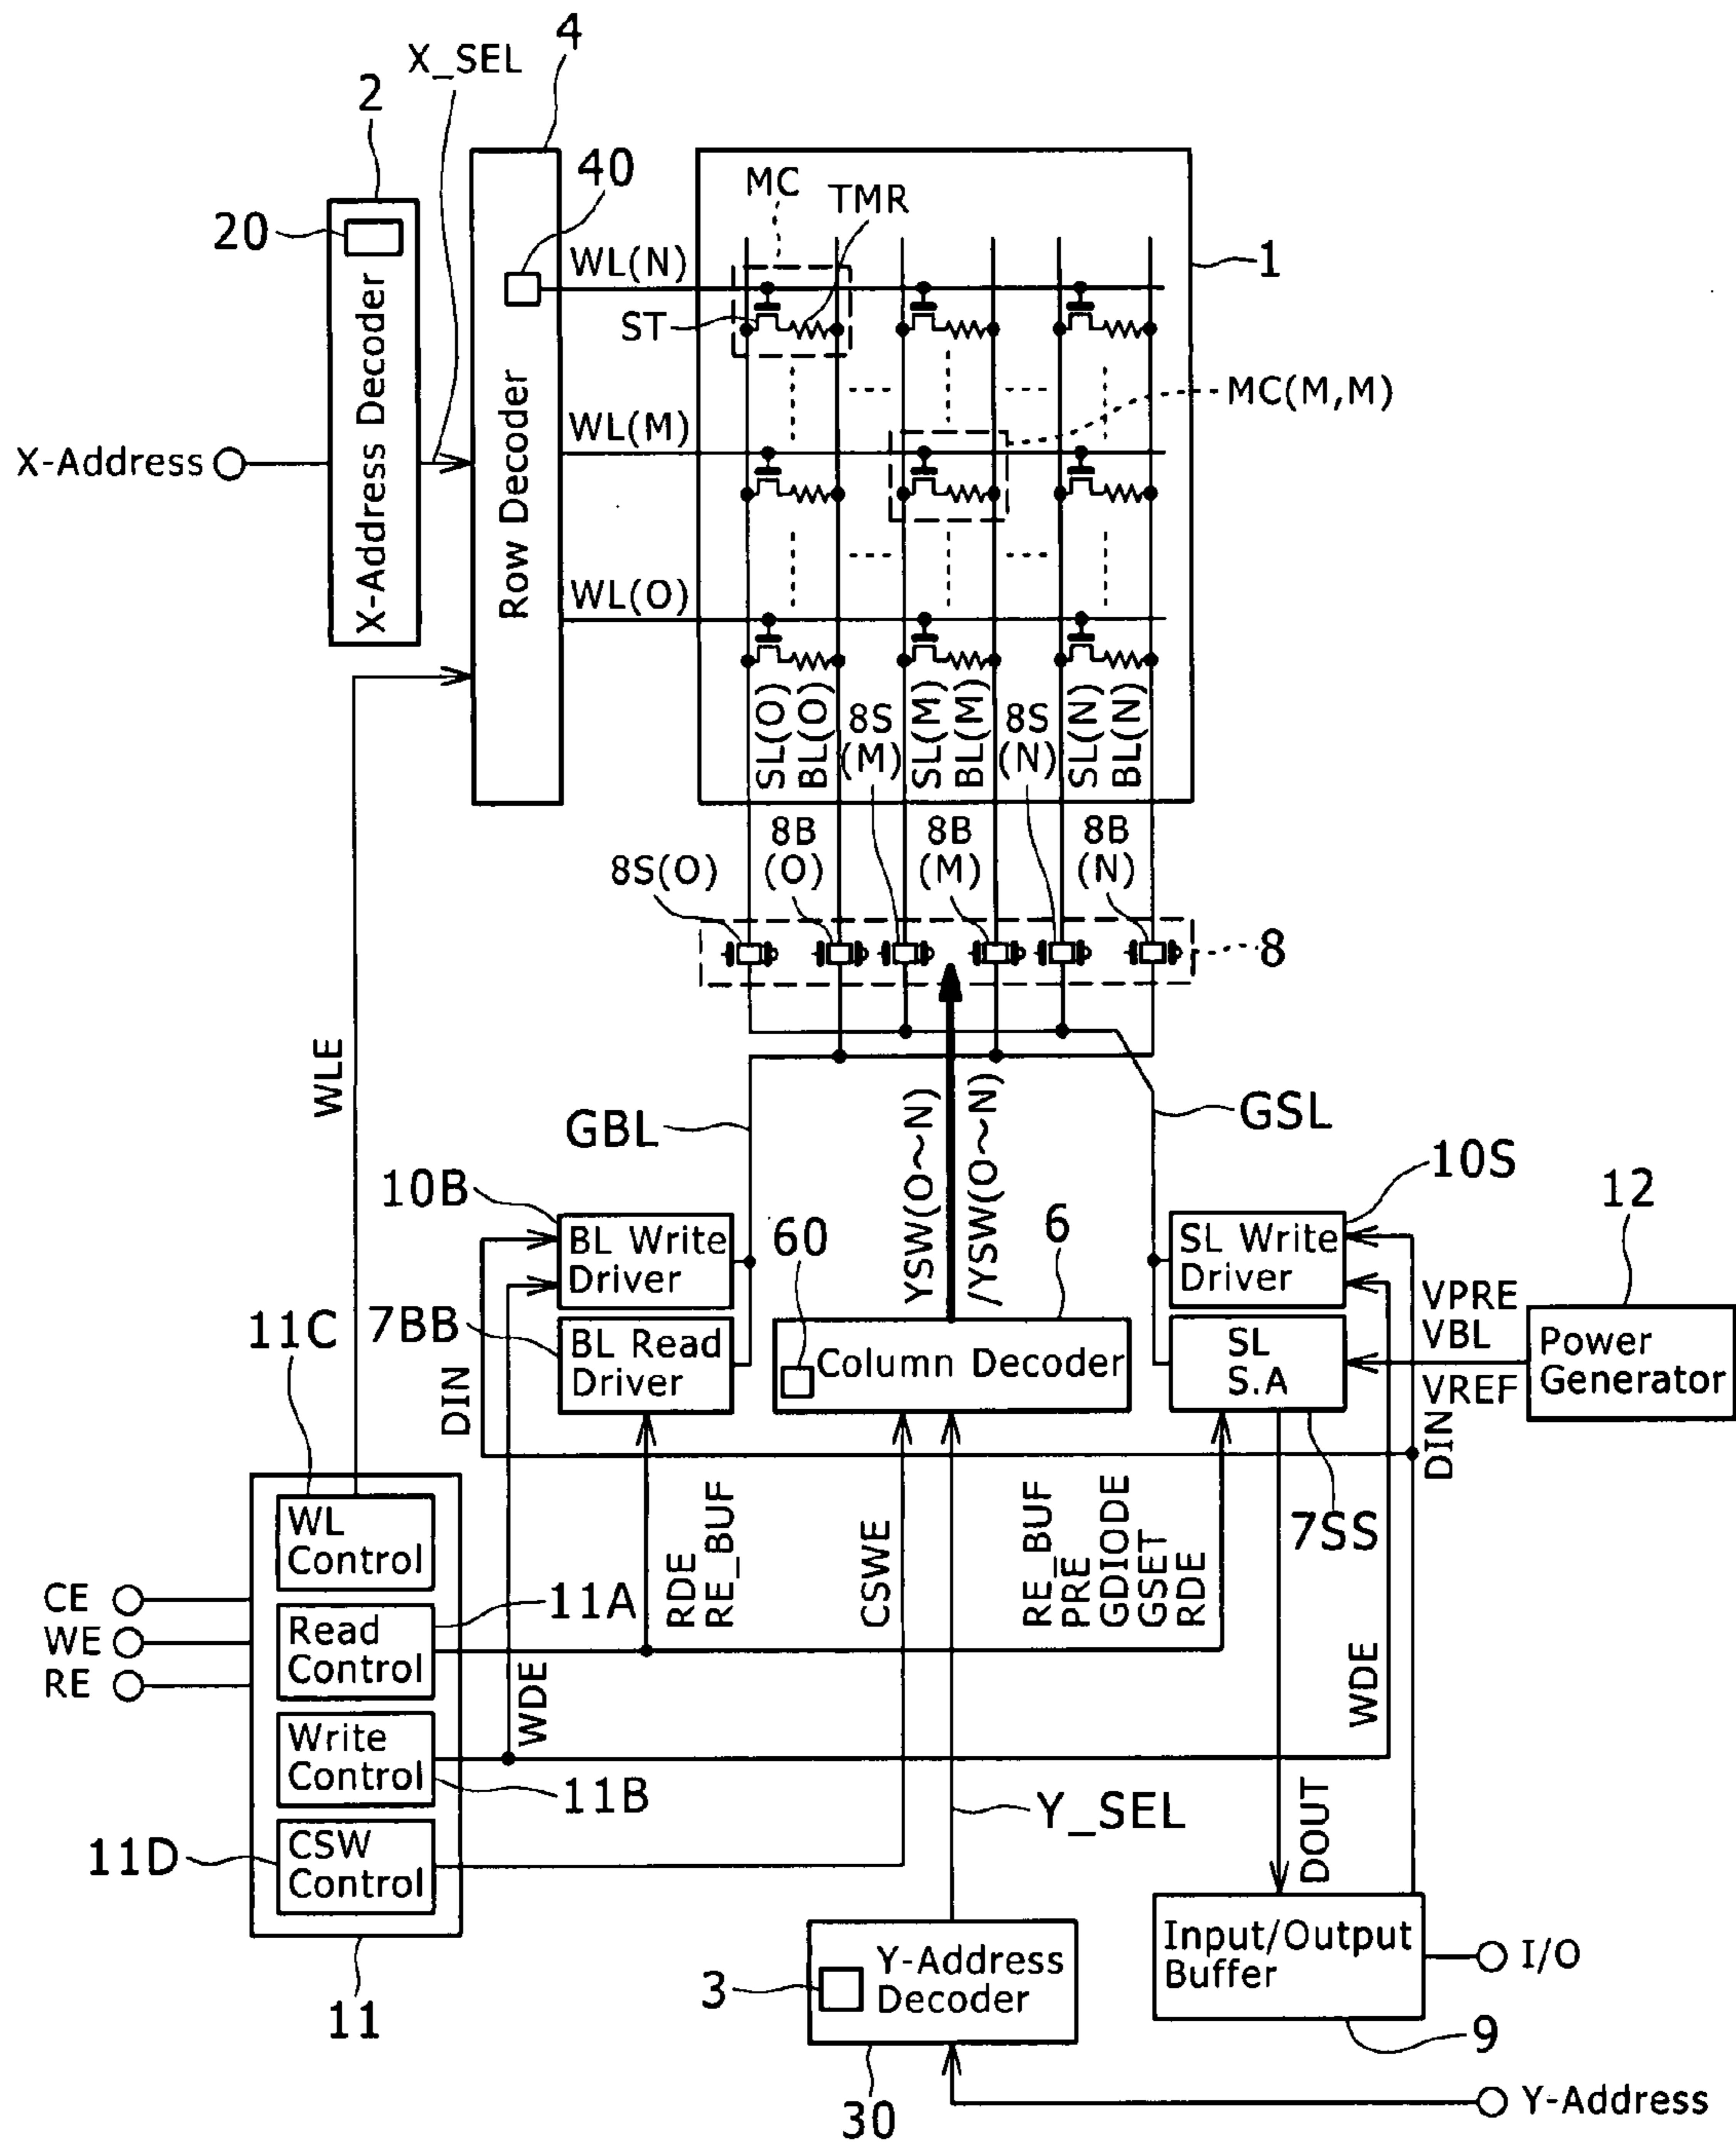 4
X_SEL
2
40
MC
TMR
20
WL(N)
1
ST
X-Address Decoder
Row Decoder
WL(M)
MC(M,M)
X-Address
WL(O)
SL(O)
BL(O)
8S
(M)
SL(M)
BL(M)
8S
(N)
SL(N)
BL(N)
8S(O)
8B
(O)
8B
(M)
8B
(N)
8
WLE
GBL
YSW(O~N)
/YSW(O~N)
GSL
10B
10S
12
BL Write
Driver
60
6
SL Write
Driver
VPRE
VBL
VREF
11C
7BB
BL Read
Driver
Column Decoder
SL
S.A
Power
Generator
DIN
DIN
7SS
WL
Control
RDE
RE_BUF
CSWE
RE_BUF
PRE
GDIODE
GSET
RDE
CE
WE
RE
11A
Read
Control
WDE
WDE
Write
Control
11B
Y_SEL
DOUT
11D
CSW
Control
11
3
Y-Address
Decoder
30
Input/Output
Buffer
I/O
9
Y-Address